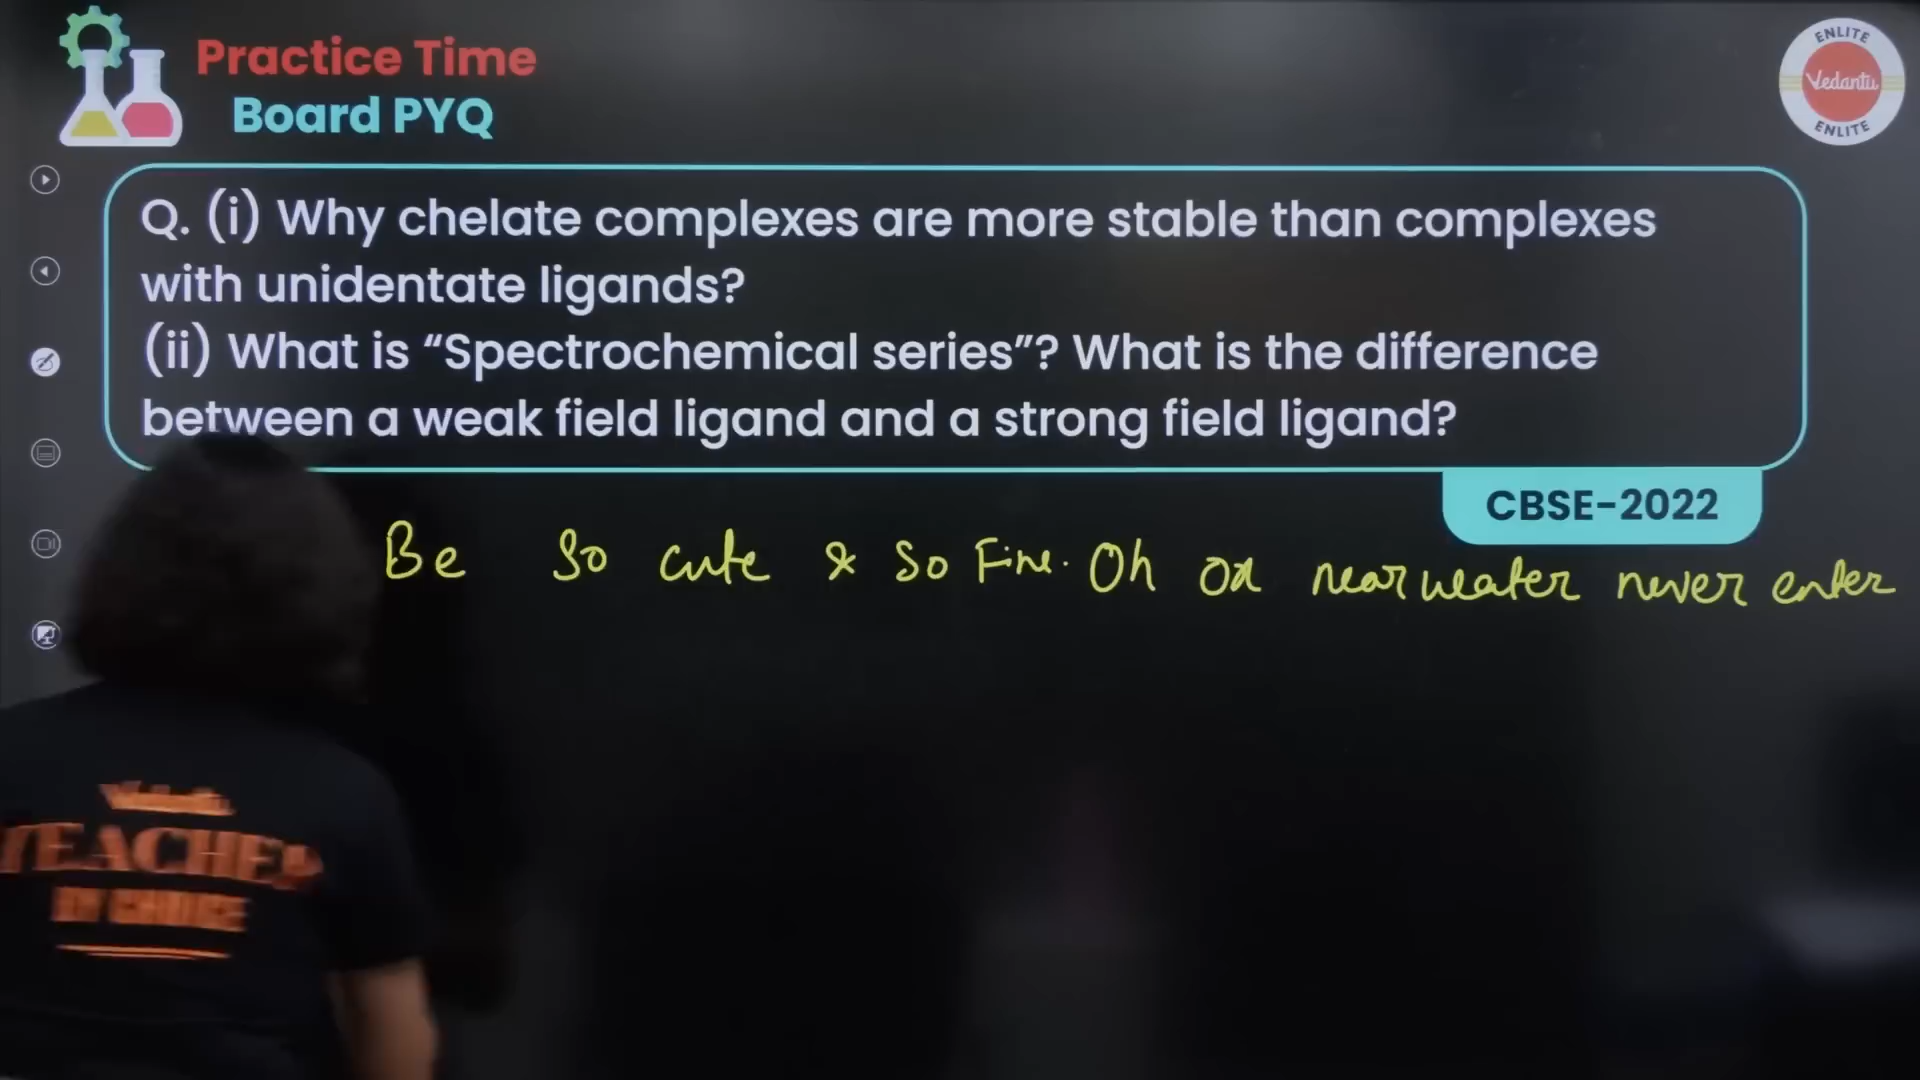 Practice Time
Board PYQ
ENLITE
Vedantu
ENLITE
Q. (i) Why chelate complexes are more stable than complexes
with unidentate ligands?
(ii) What is “Spectrochemical series”? What is the difference
between a weak field ligand and a strong field ligand?
CBSE-2022
Be So cute & So Fine. Oh ox near water never enter
TEACHER
BY CHOICE